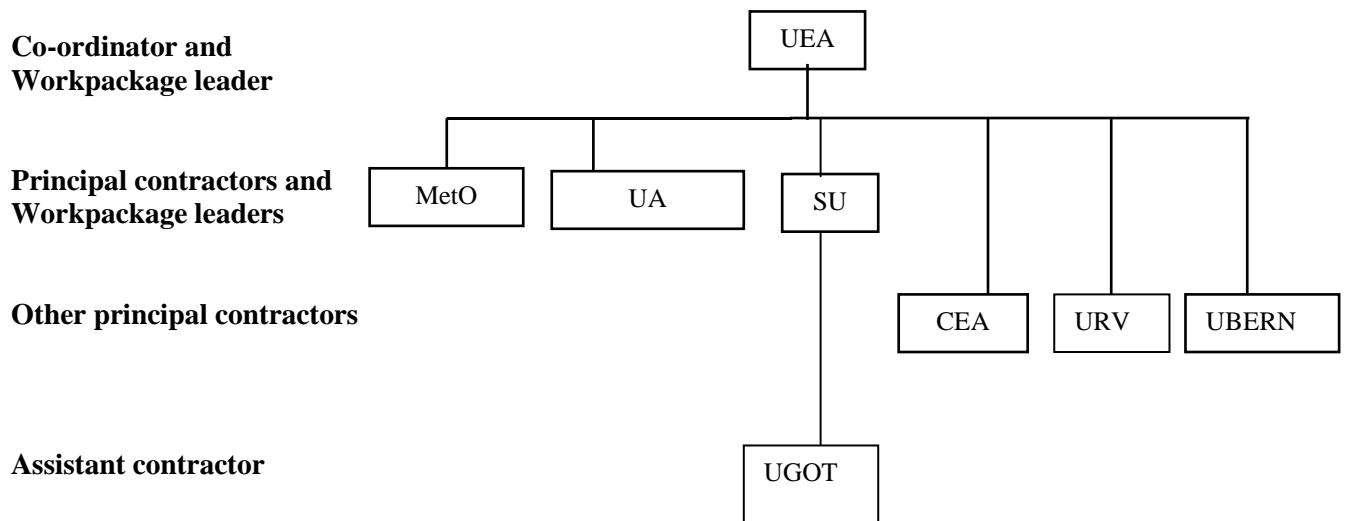 Co-ordinator and
Workpackage leader
UEA
Principal contractors and
Workpackage leaders
MetO
UA
SU
Other principal contractors
CEA
URV
UBERN
Assistant contractor
UGOT